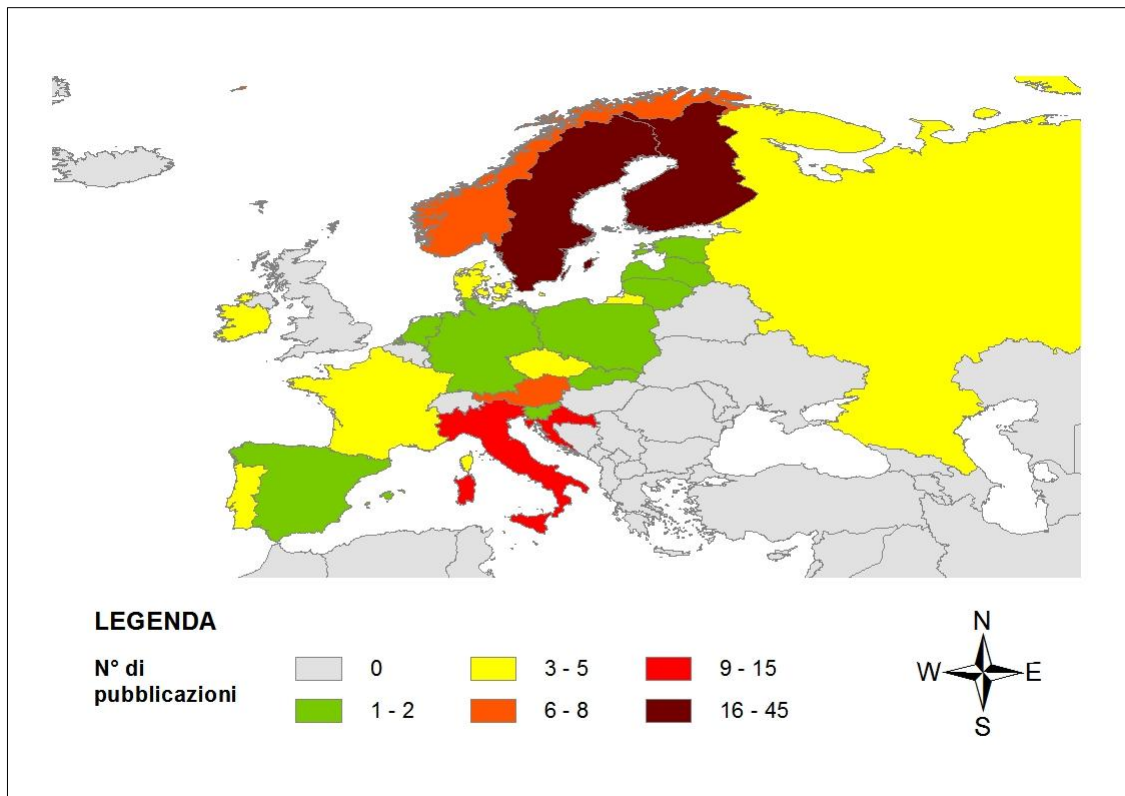 LEGENDA
N° di
pubblicazioni
0
3 - 5
9 - 15
1 - 2
6 - 8
16 - 45
N
W
E
S